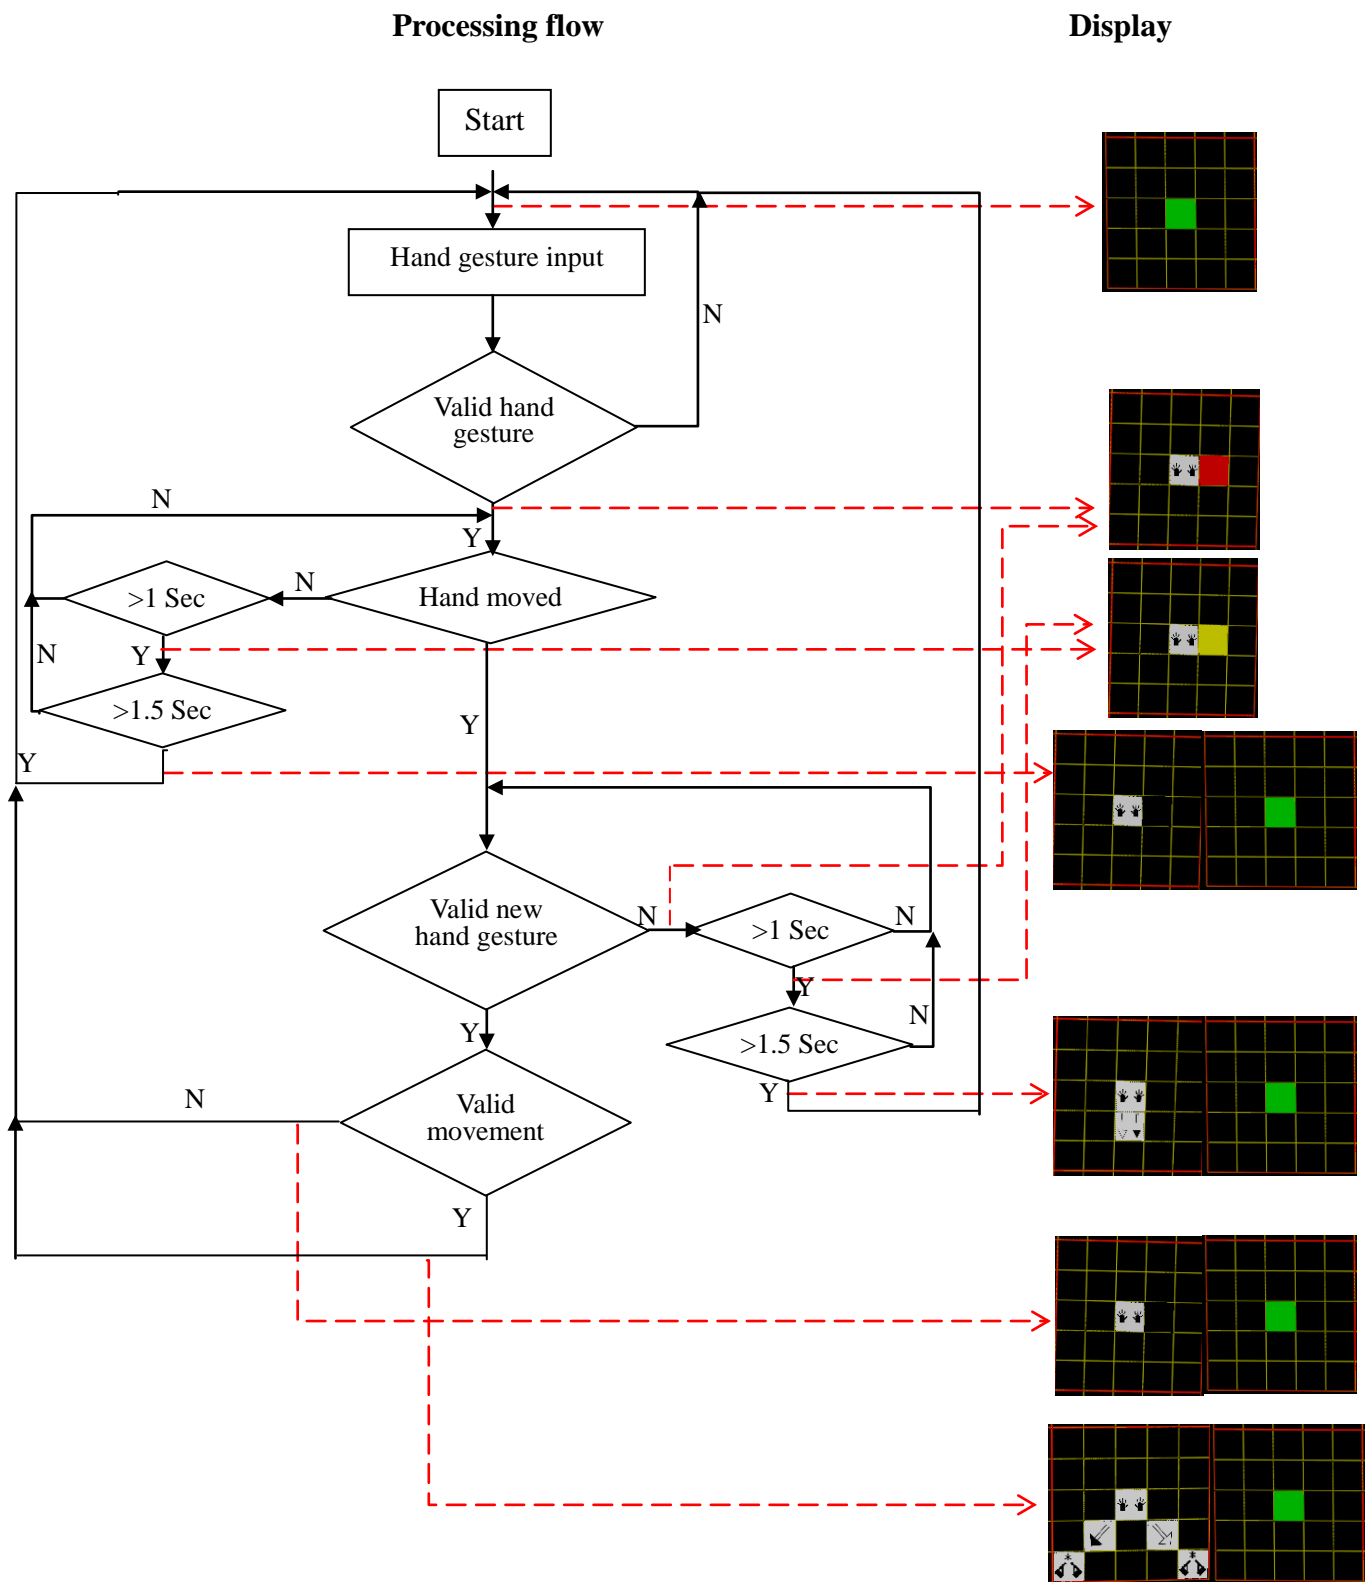 Processing flow
Display
Start
Hand gesture input
N
Valid hand
gesture
N
Y
>1 Sec
N
Hand moved
N
Y
>1.5 Sec
Y
Y
Valid new
hand gesture
N
>1 Sec
N
Y
Y
N
>1.5 Sec
Y
N
Valid
movement
Y